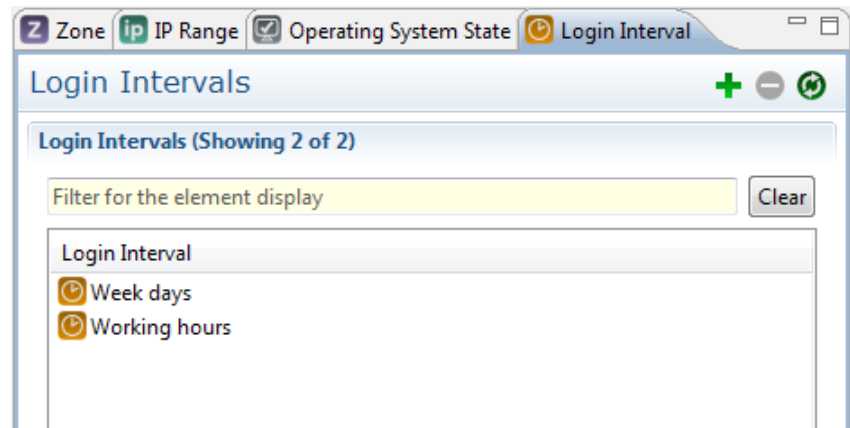 Z Zone ip IP Range Operating System State Login Interval
Login Intervals
Login Intervals (Showing 2 of 2)
Filter for the element display Clear
Login Interval
Week days
Working hours